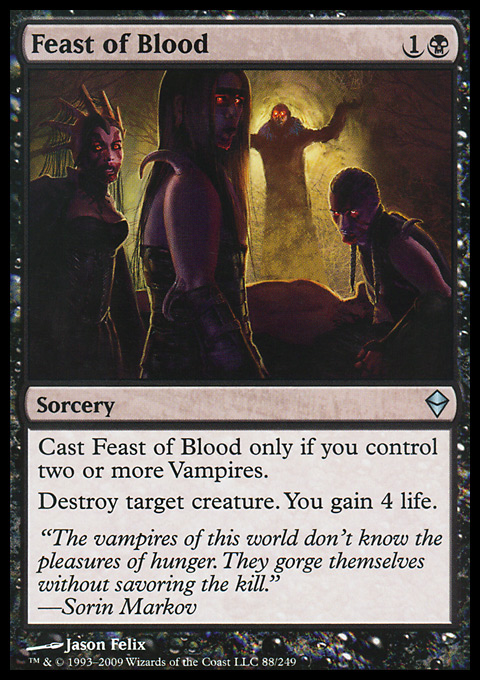 Feast of Blood 1
Sorcery
Cast Feast of Blood only if you control
two or more Vampires.
Destroy target creature. You gain 4 life.
“The vampires of this world don’t know the
pleasures of hunger. They gorge themselves
without savoring the kill.”
—Sorin Markov
Jason Felix
™ & © 1993–2009 Wizards of the Coast LLC 88/249